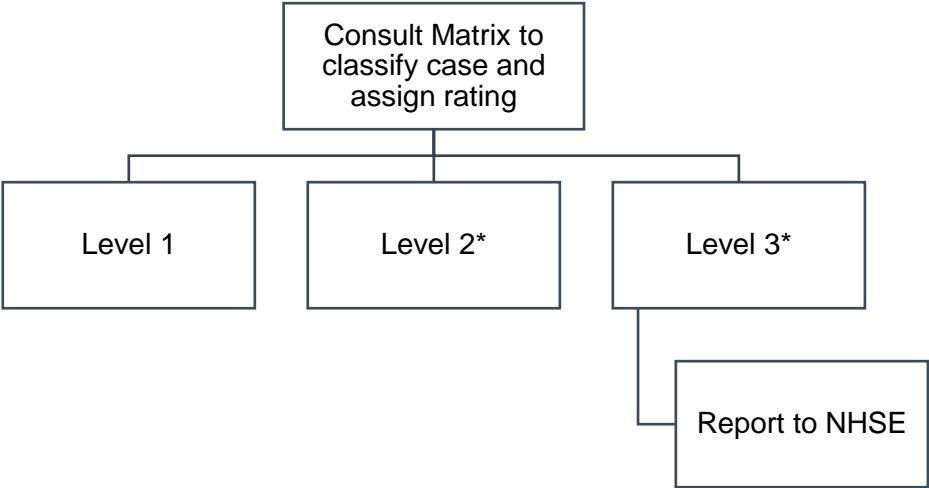 Consult Matrix to
classify case and
assign rating
Level 1
Level 2*
Level 3*
Report to NHSE